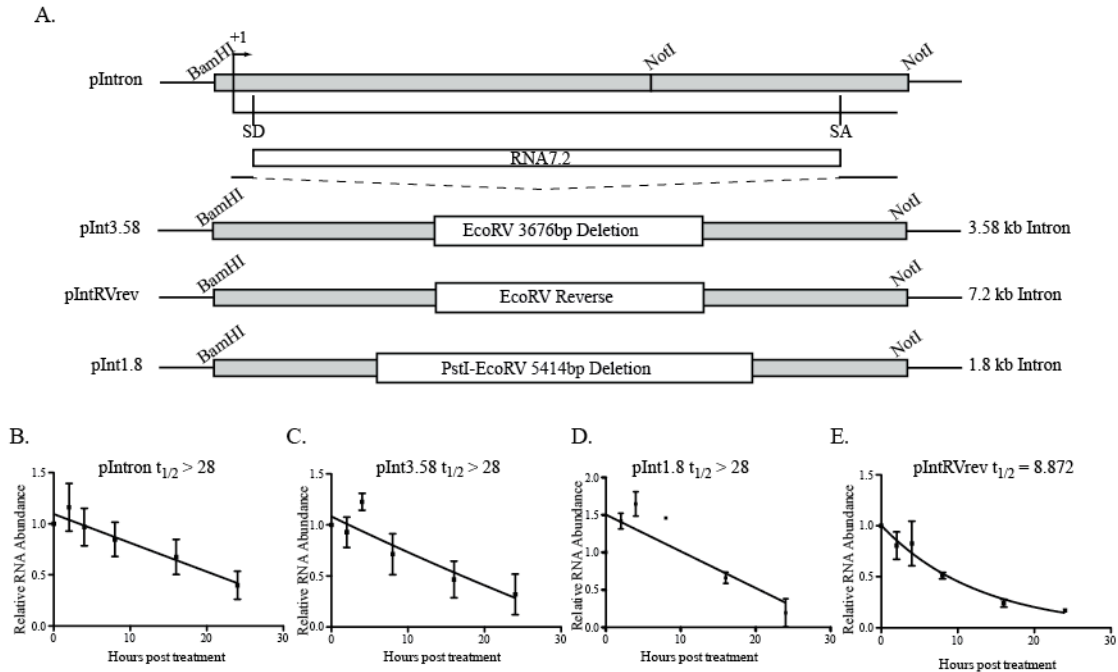 A.
+1
BamHI
NotI
NotI
pIntron
SD
SA
RNA7.2
BamHI
NotI
pInt3.58
EcoRV 3676bp Deletion
3.58 kb Intron
BamHI
NotI
pIntRVrev
EcoRV Reverse
7.2 kb Intron
BamHI
NotI
pInt1.8
PstI-EcoRV 5414bp Deletion
1.8 kb Intron
B.
pIntron t1/2 > 28
Relative RNA Abundance
1.5
1.0
0.5
0.0
0
10
20
30
Hours post treatment
C.
pInt3.58 t1/2 > 28
Relative RNA Abundance
1.5
1.0
0.5
0.0
0
10
20
30
Hours post treatment
D.
pInt1.8 t1/2 > 28
Relative RNA Abundance
2.0
1.5
1.0
0.5
0.0
0
10
20
30
Hours post treatment
E.
pIntRVrev t1/2 = 8.872
Relative RNA Abundance
1.5
1.0
0.5
0.0
0
10
20
30
Hours post treatment